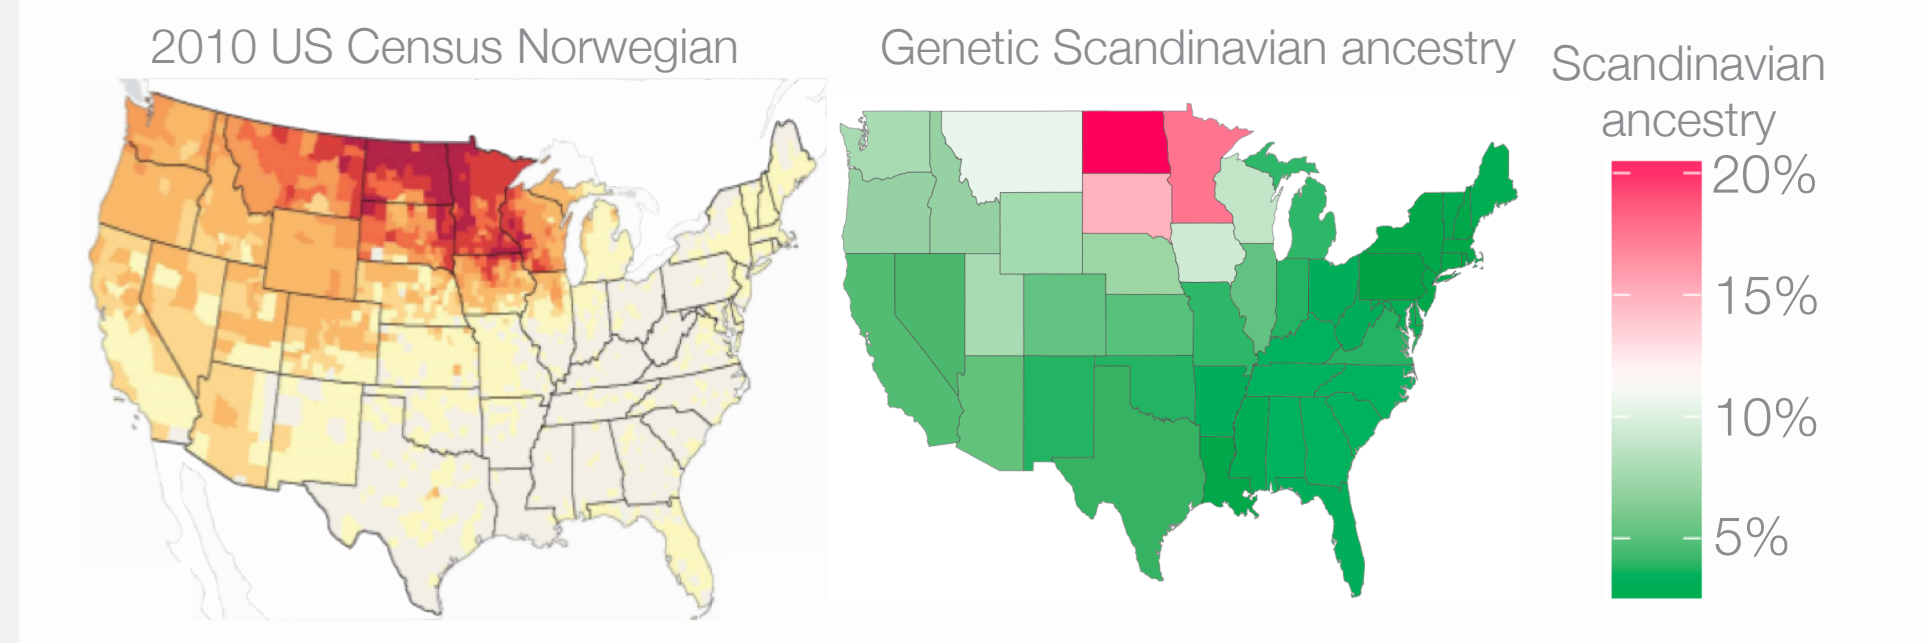 2010 US Census Norwegian
Genetic Scandinavian ancestry
Scandinavian
ancestry
20%
15%
10%
5%